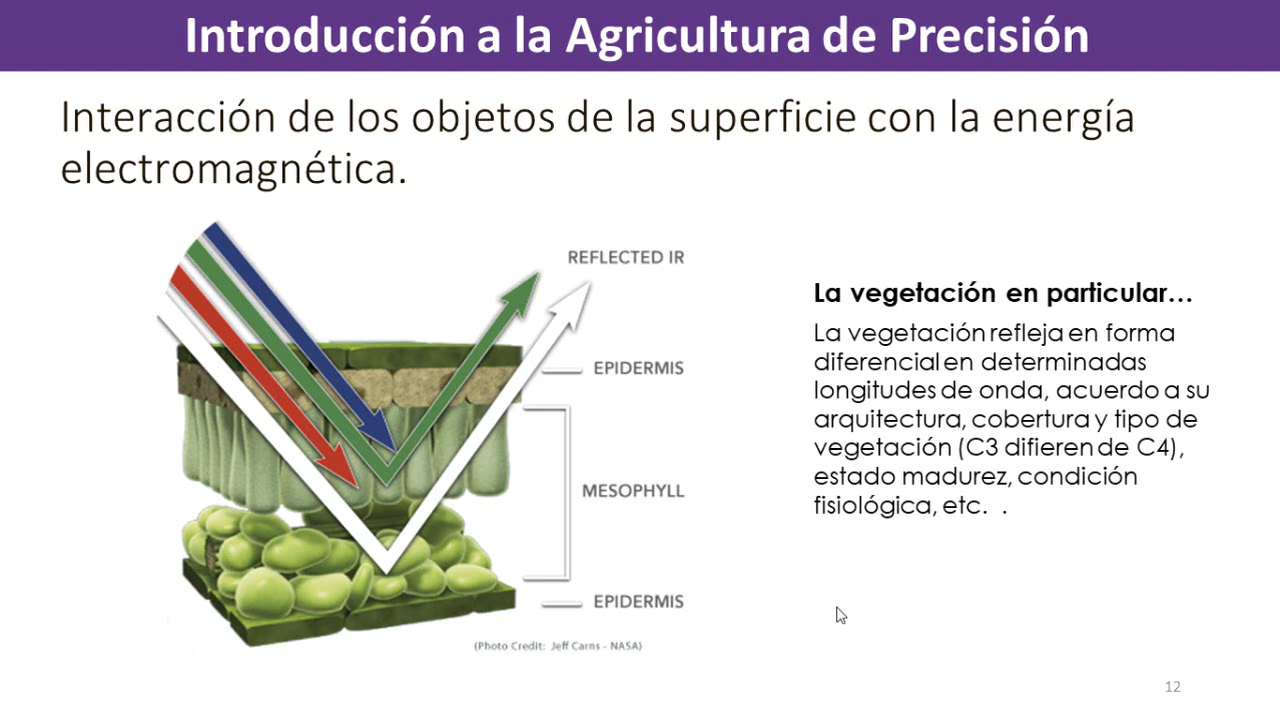 Introducción a la Agricultura de Precisión
Interacción de los objetos de la superficie con la energía
electromagnética.
REFLECTED IR
EPIDERMIS
MESOPHYLL
EPIDERMIS
(Photo Credit: Jeff Carns - NASA)
La vegetación en particular...
La vegetación refleja en forma
diferencial en determinadas
longitudes de onda, acuerdo a su
arquitectura, cobertura y tipo de
vegetación (C3 difieren de C4),
estado madurez, condición
fisiológica, etc. .
12